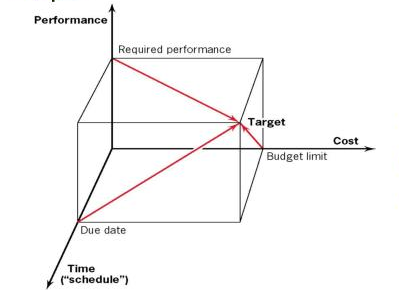 Performance
Required performance
Target
Cost
Budget limit
Due date
Time
("schedule")